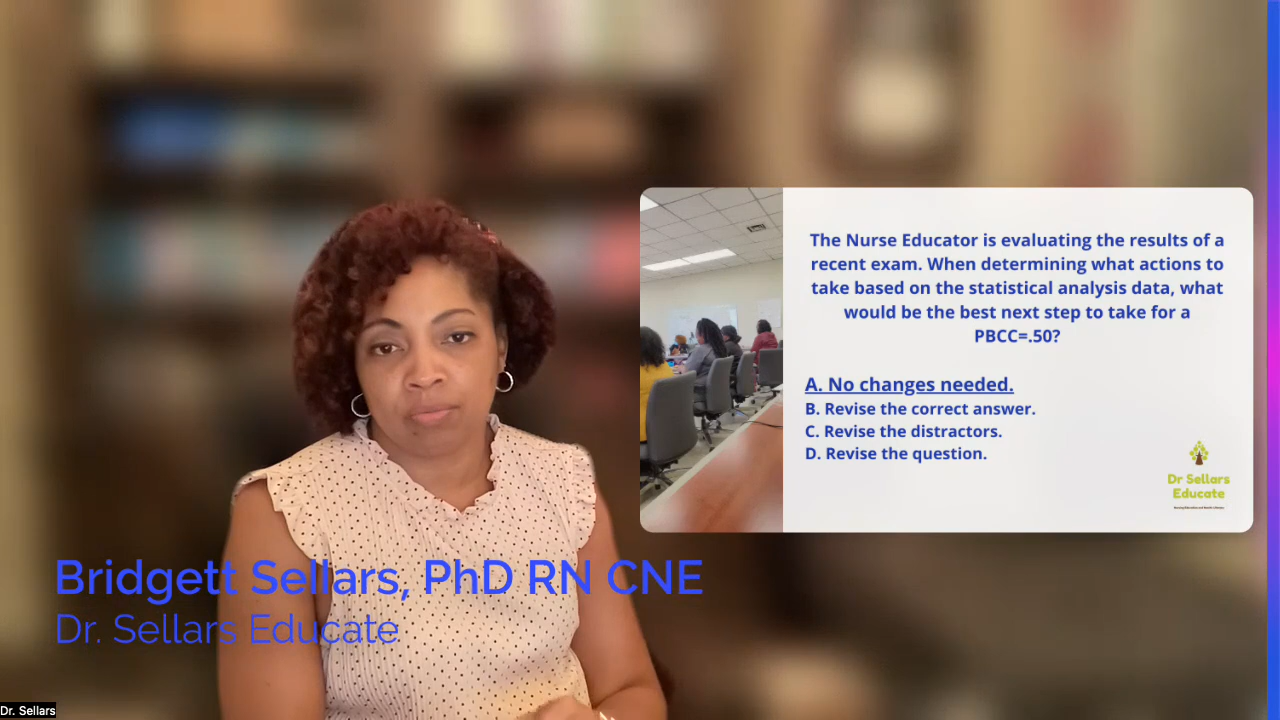 The Nurse Educator is evaluating the results of a
recent exam. When determining what actions to
take based on the statistical analysis data, what
would be the best next step to take for a
PBCC=.50?
A. No changes needed.
B. Revise the correct answer.
C. Revise the distractors.
D. Revise the question.
Dr Sellars
Educate
Bridgett Sellars, PhD RN CNE
Dr. Sellars Educate
Dr. Sellars